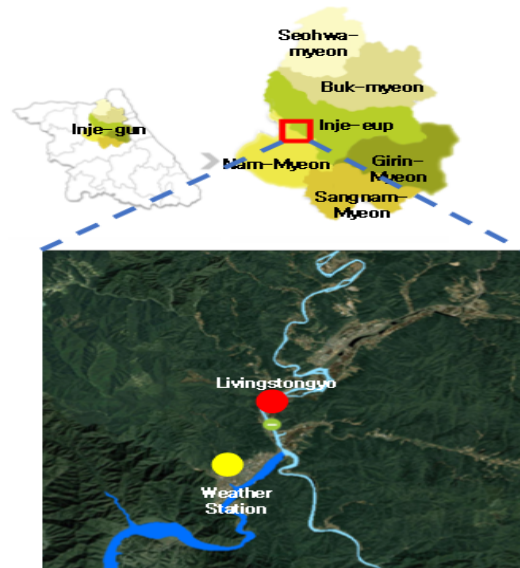 Seohwa-
myeon
Buk-myeon
Inje-gun
Inje-eup
Nam-Myeon
Girin-
Myeon
Sangnam-
Myeon
Livingstongyo
Weather
Station